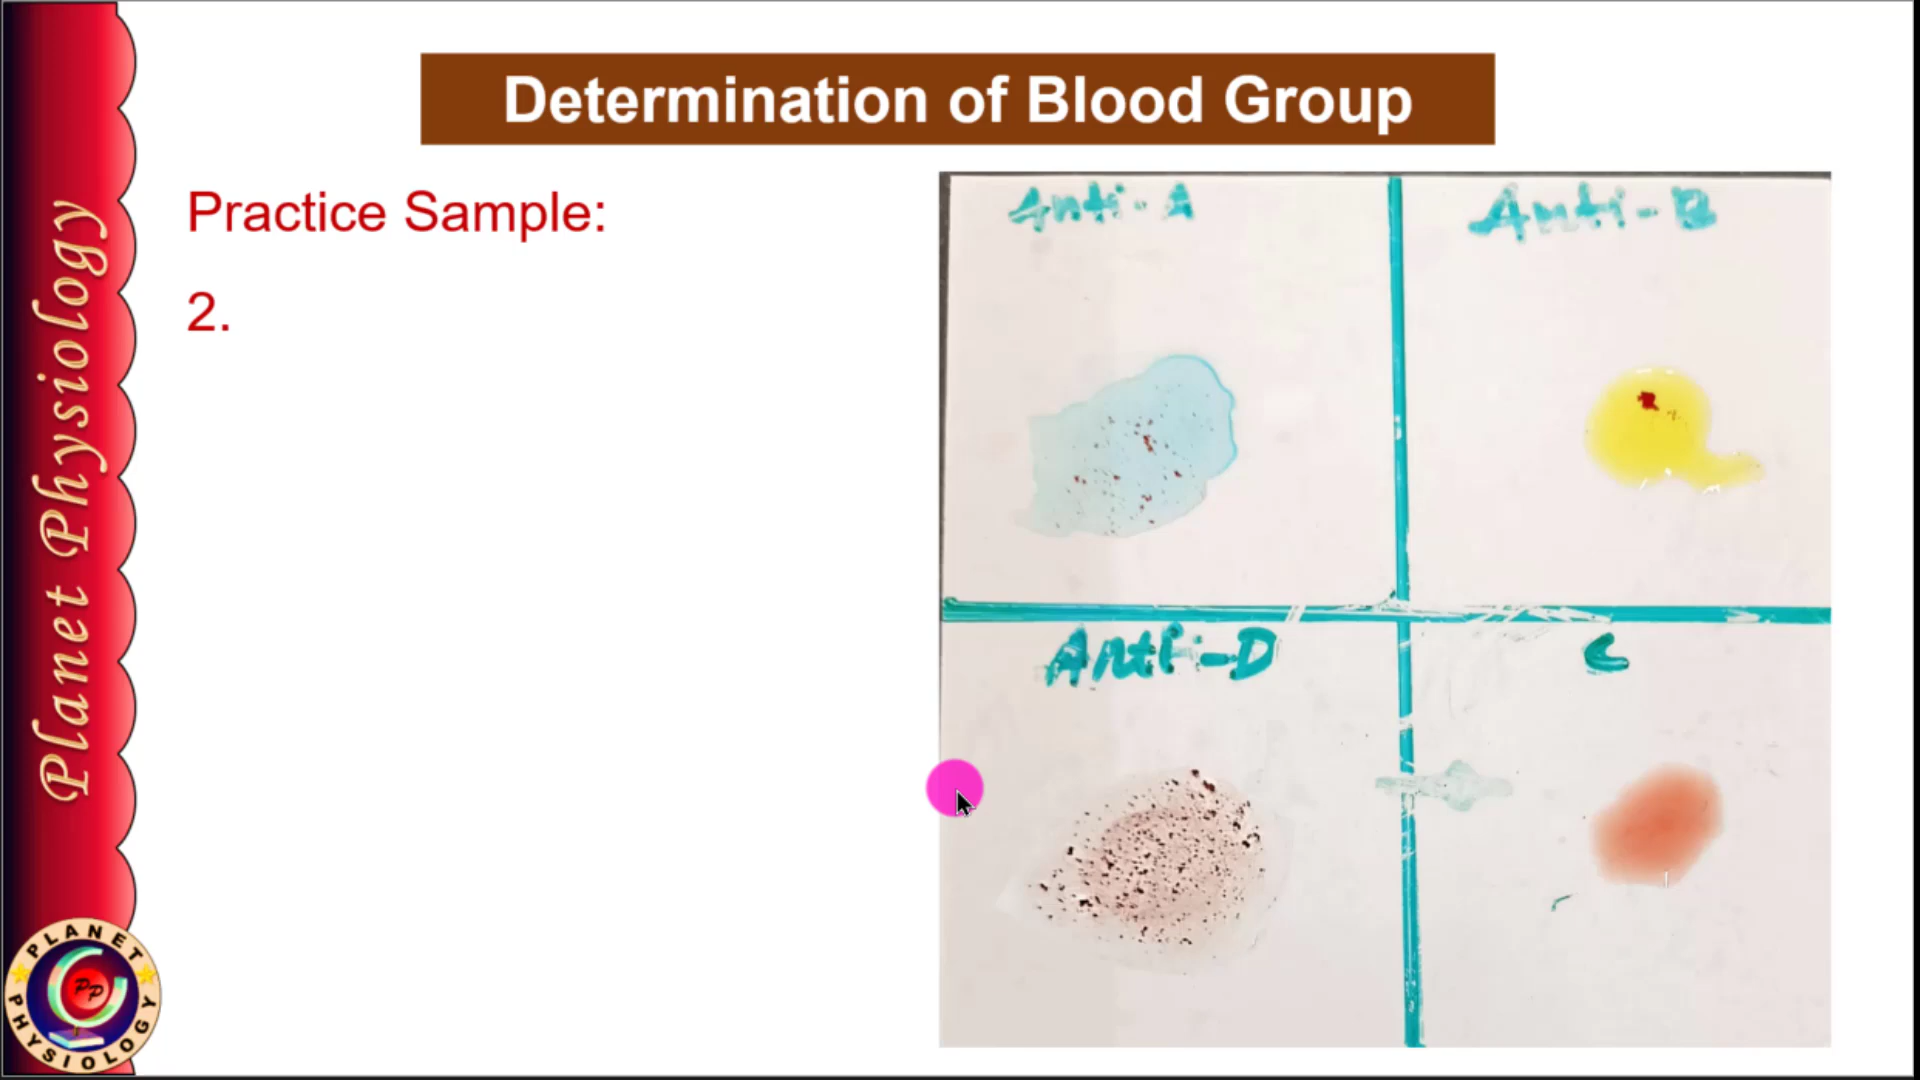 Determination of Blood Group
Practice Sample:
2.
Anti-A
Anti-B
Anti-D
C
Planet Physiology
PLANET
PP
PHYSIOLOGY